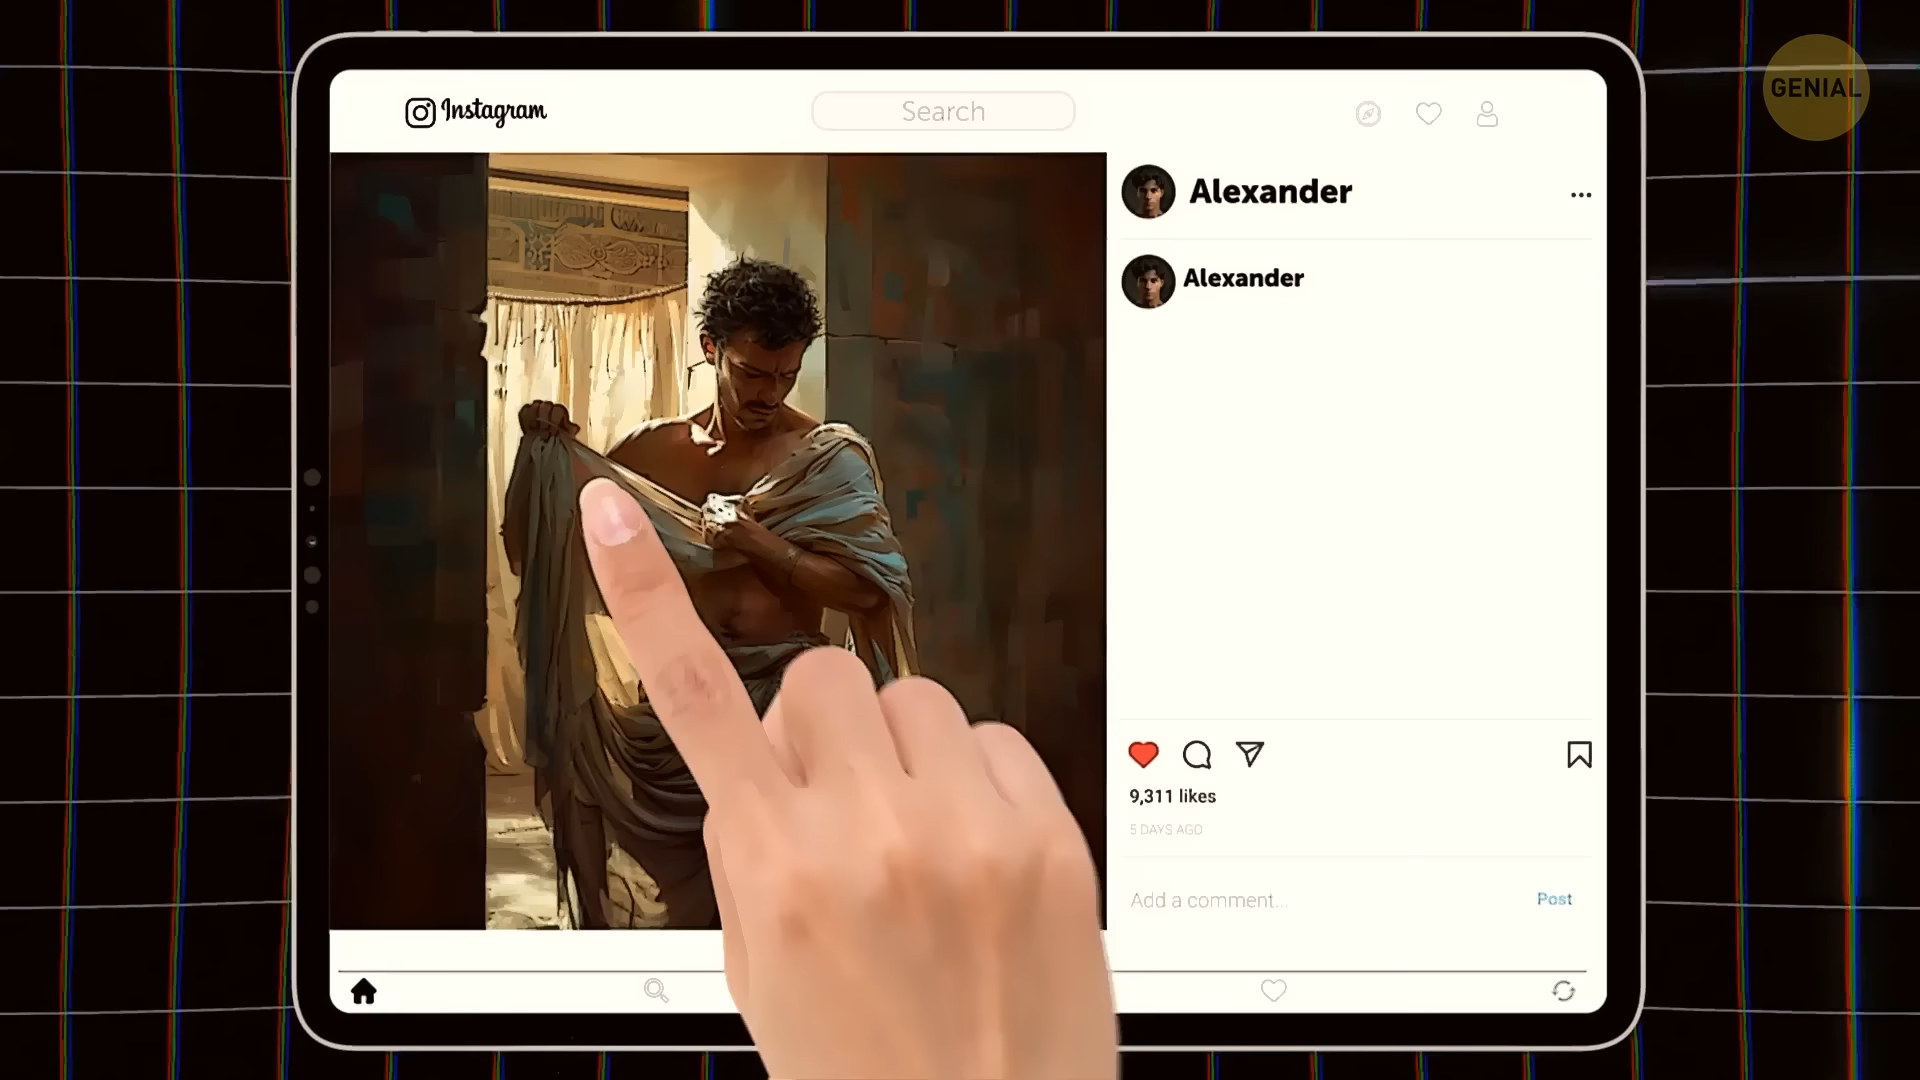 GENIAL
Instagram
Search
Alexander
Alexander
9,311 likes
5 DAYS AGO
Add a comment...
Post